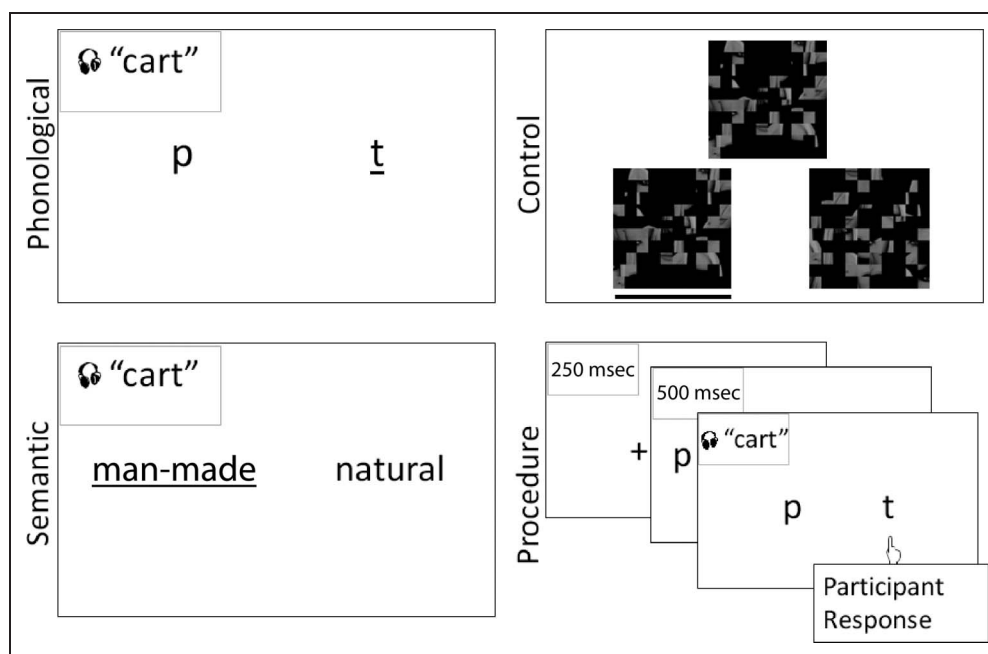 Phonological
“cart”
p t
Control
Semantic
“cart”
man-made natural
Procedure
250 msec
+
500 msec
p
“cart”
p t
Participant
Response